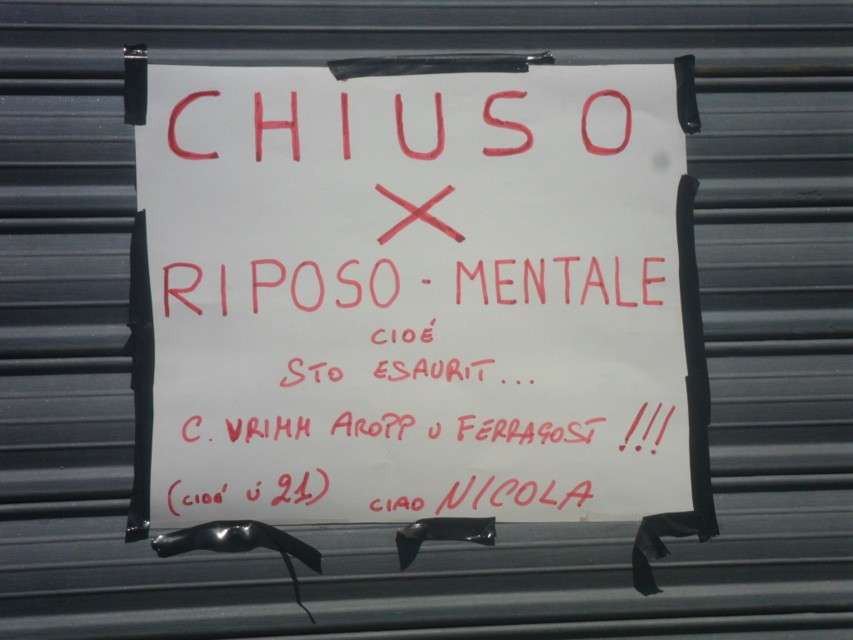 CHIUSO
X
RIPOSO - MENTALE
CIOÉ
STO ESAURIT...
C. VRIMM AROPP U FERRAGOST !!!
(CIOÉ Ú 21) CIAO NICOLA